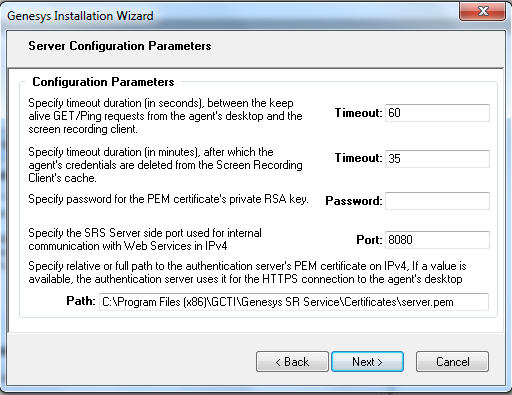 Genesys Installation Wizard
Server Configuration Parameters
Configuration Parameters
Specify timeout duration (in seconds), between the keep
alive GET/Ping requests from the agent's desktop and the
screen recording client.
Timeout: 60
Specify timeout duration (in minutes), after which the
agent's credentials are deleted from the Screen Recording
Client's cache.
Timeout: 35
Specify password for the PEM certificate's private RSA key.
Password:
Specify the SRS Server side port used for internal
communication with Web Services in IPv4
Port: 8080
Specify relative or full path to the authentication server's PEM certificate on IPv4, If a value is
available, the authentication server uses it for the HTTPS connection to the agent's desktop
Path: C:\Program Files (x86)\GCTI\Genesys SR Service\Certificates\server.pem
< Back
Next >
Cancel